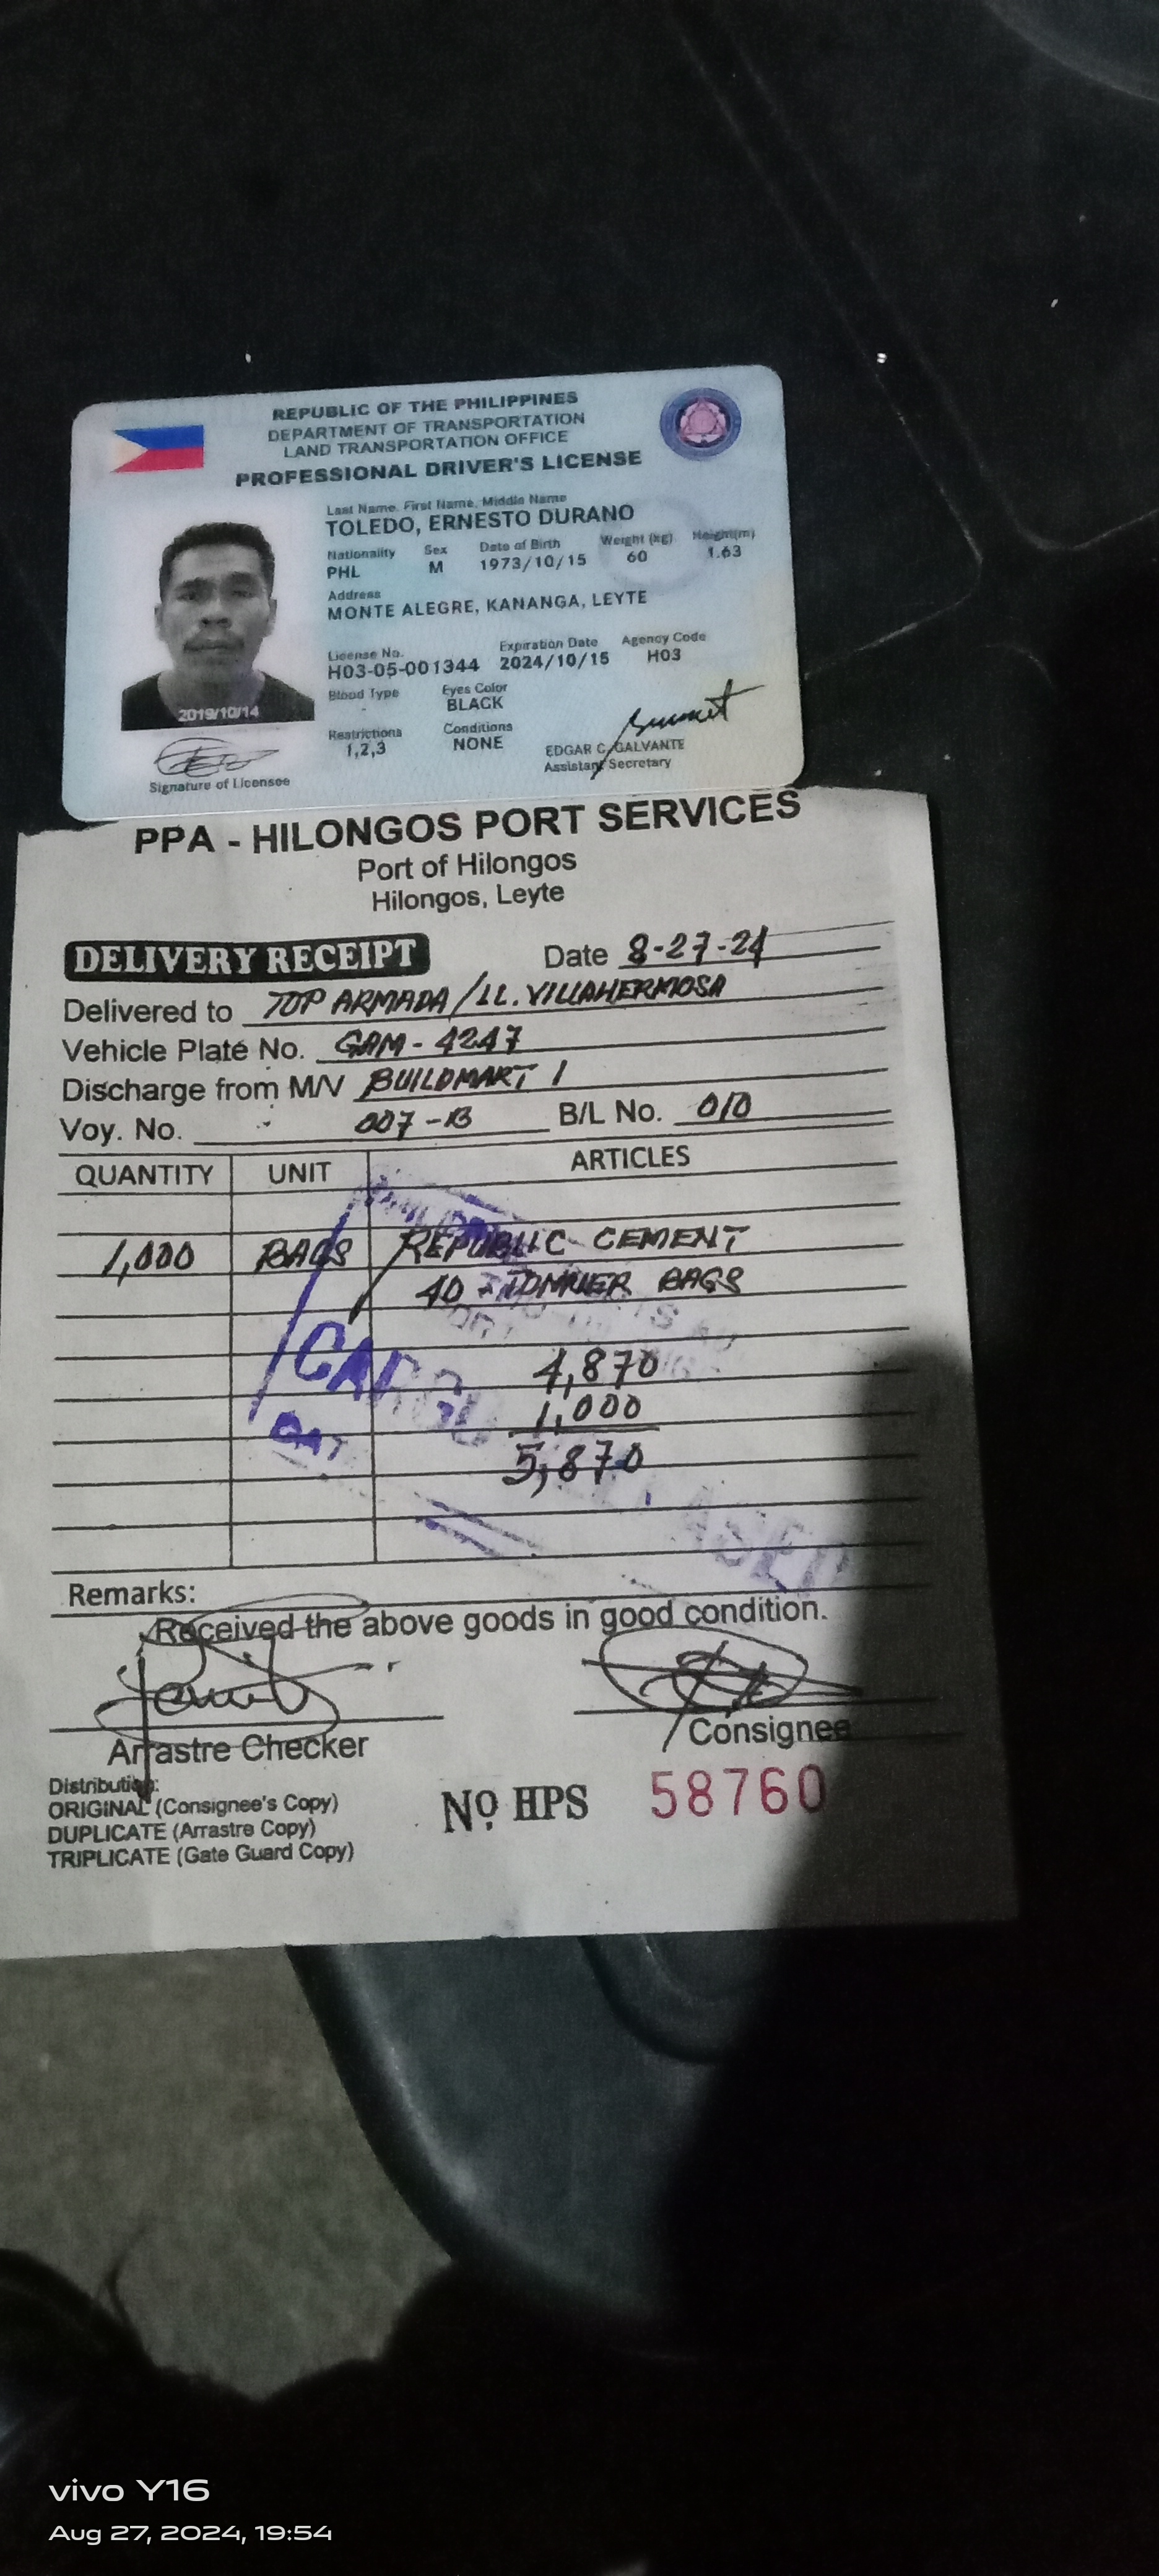 REPUBLIC OF THE PHILIPPINES
DEPARTMENT OF TRANSPORTATION
LAND TRANSPORTATION OFFICE
PROFESSIONAL DRIVER'S LICENSE
Last Name, First Name, Middle Name
TOLEDO, ERNESTO DURANO
Nationality Sex Date of Birth Weight (kg) Height(m)
PHL M 1973/10/15 60 1.63
Address
MONTE ALEGRE, KANANGA, LEYTE
License No. Expiration Date Agency Code
H03-05-001344 2024/10/15 H03
Blood Type Eyes Color
- BLACK
2019/10/14
Restrictions Conditions
1,2,3 NONE
EDGAR C. GALVANTE
Assistant Secretary
Signature of Licensee
PPA - HILONGOS PORT SERVICES
Port of Hilongos
Hilongos, Leyte
DELIVERY RECEIPT Date 8-27-24
Delivered to TOP ARMADA/LL. VILLAHERMOSA
Vehicle Plate No. GAM-4247
Discharge from M/V BUILDMART 1
Voy. No. 007-B B/L No. 010
QUANTITY UNIT ARTICLES
1,000 BAGS REPUBLIC CEMENT
40 BAGS
4,870
1,000
5,870
CARGO
Remarks:
Received the above goods in good condition.
Arrastre Checker Consignee
Distribution:
ORIGINAL (Consignee's Copy)
DUPLICATE (Arrastre Copy)
TRIPLICATE (Gate Guard Copy)
No. HPS 58760
vivo Y16
Aug 27, 2024, 19:54